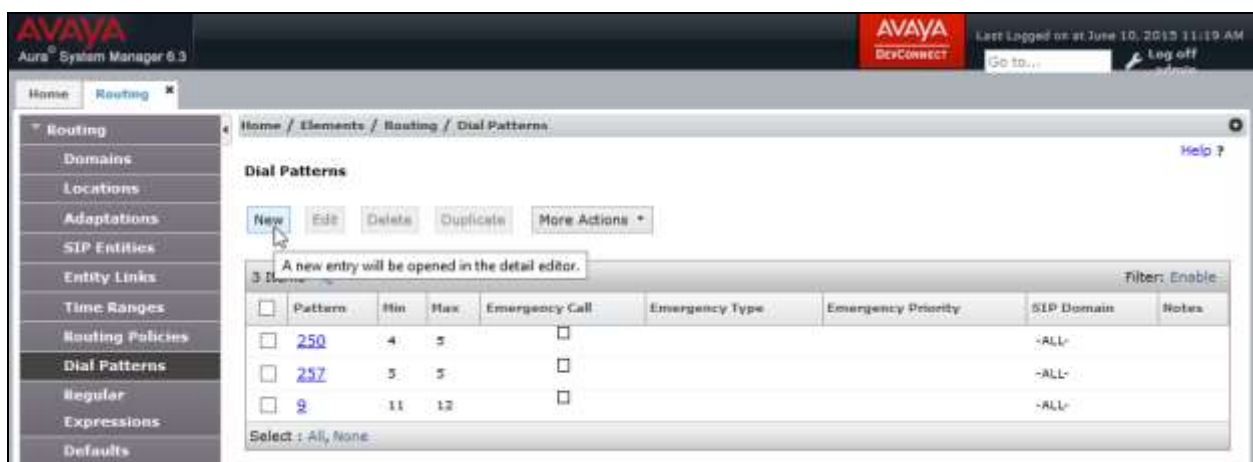 AVAYA
Aura® System Manager 6.3
AVAYA
DEVCONNECT
Last Logged on at June 10, 2015 11:19 AM
Go to...
Log off
admin
Home
Routing ×
Routing
Domains
Locations
Adaptations
SIP Entities
Entity Links
Time Ranges
Routing Policies
Dial Patterns
Regular
Expressions
Defaults
Home / Elements / Routing / Dial Patterns
Help ?
Dial Patterns
New Edit Delete Duplicate More Actions
A new entry will be opened in the detail editor.
3 Filter: Enable
Pattern Min Max Emergency Call Emergency Type Emergency Priority SIP Domain Notes
250 4 5 -ALL-
257 5 5 -ALL-
9 11 12 -ALL-
Select : All, None